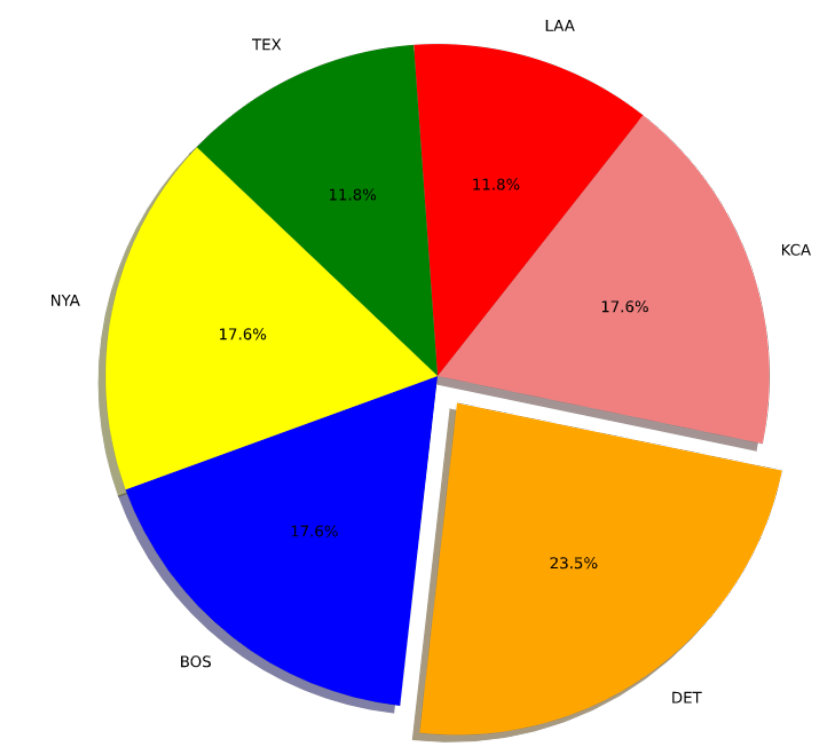 LAA
TEX
11.8%
11.8%
KCA
NYA
17.6%
17.6%
17.6%
23.5%
BOS
DET